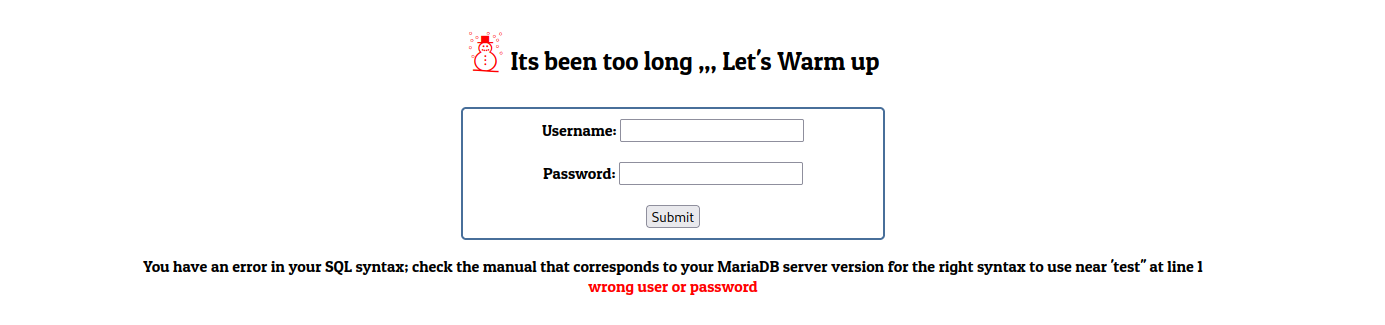 Its been too long ,,, Let's Warm up
Username:
Password:
Submit
You have an error in your SQL syntax; check the manual that corresponds to your MariaDB server version for the right syntax to use near 'test'' at line 1
wrong user or password